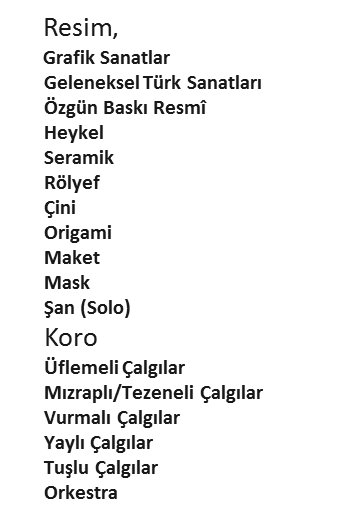 Resim,
Grafik Sanatlar
Geleneksel Türk Sanatları
Özgün Baskı Resmî
Heykel
Seramik
Rölyef
Çini
Origami
Maket
Mask
Şan (Solo)
Koro
Üflemeli Çalgılar
Mızraplı/Tezeneli Çalgılar
Vurmalı Çalgılar
Yaylı Çalgılar
Tuşlu Çalgılar
Orkestra